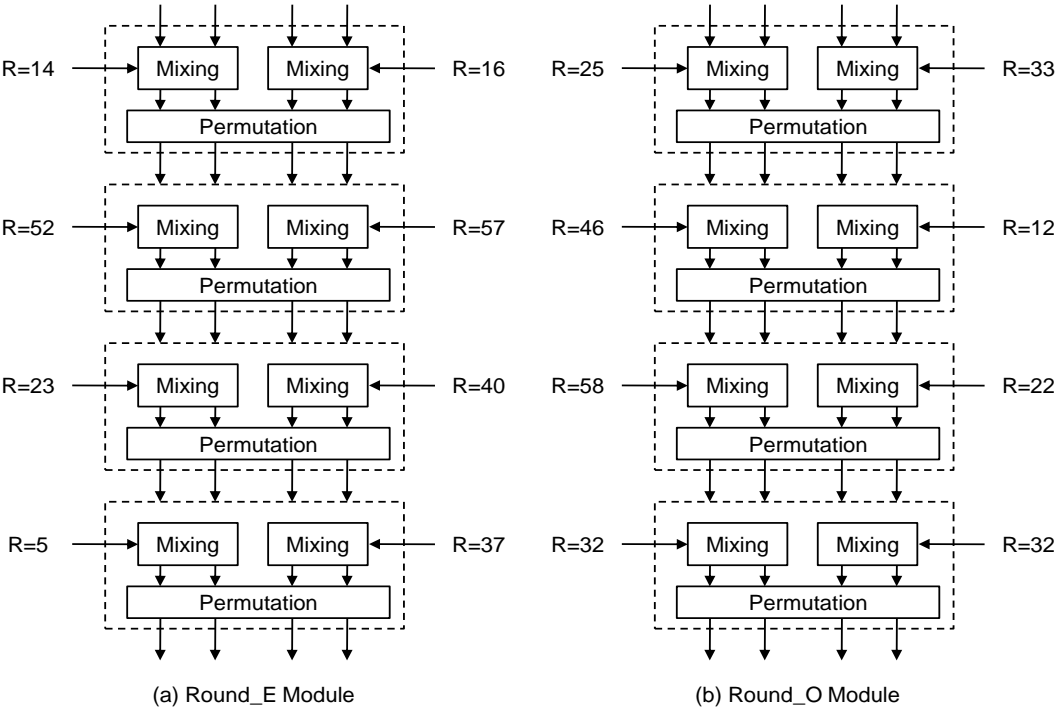 R=14 Mixing Mixing R=16
Permutation
R=52 Mixing Mixing R=57
Permutation
R=23 Mixing Mixing R=40
Permutation
R=5 Mixing Mixing R=37
Permutation
(a) Round_E Module
R=25 Mixing Mixing R=33
Permutation
R=46 Mixing Mixing R=12
Permutation
R=58 Mixing Mixing R=22
Permutation
R=32 Mixing Mixing R=32
Permutation
(b) Round_O Module